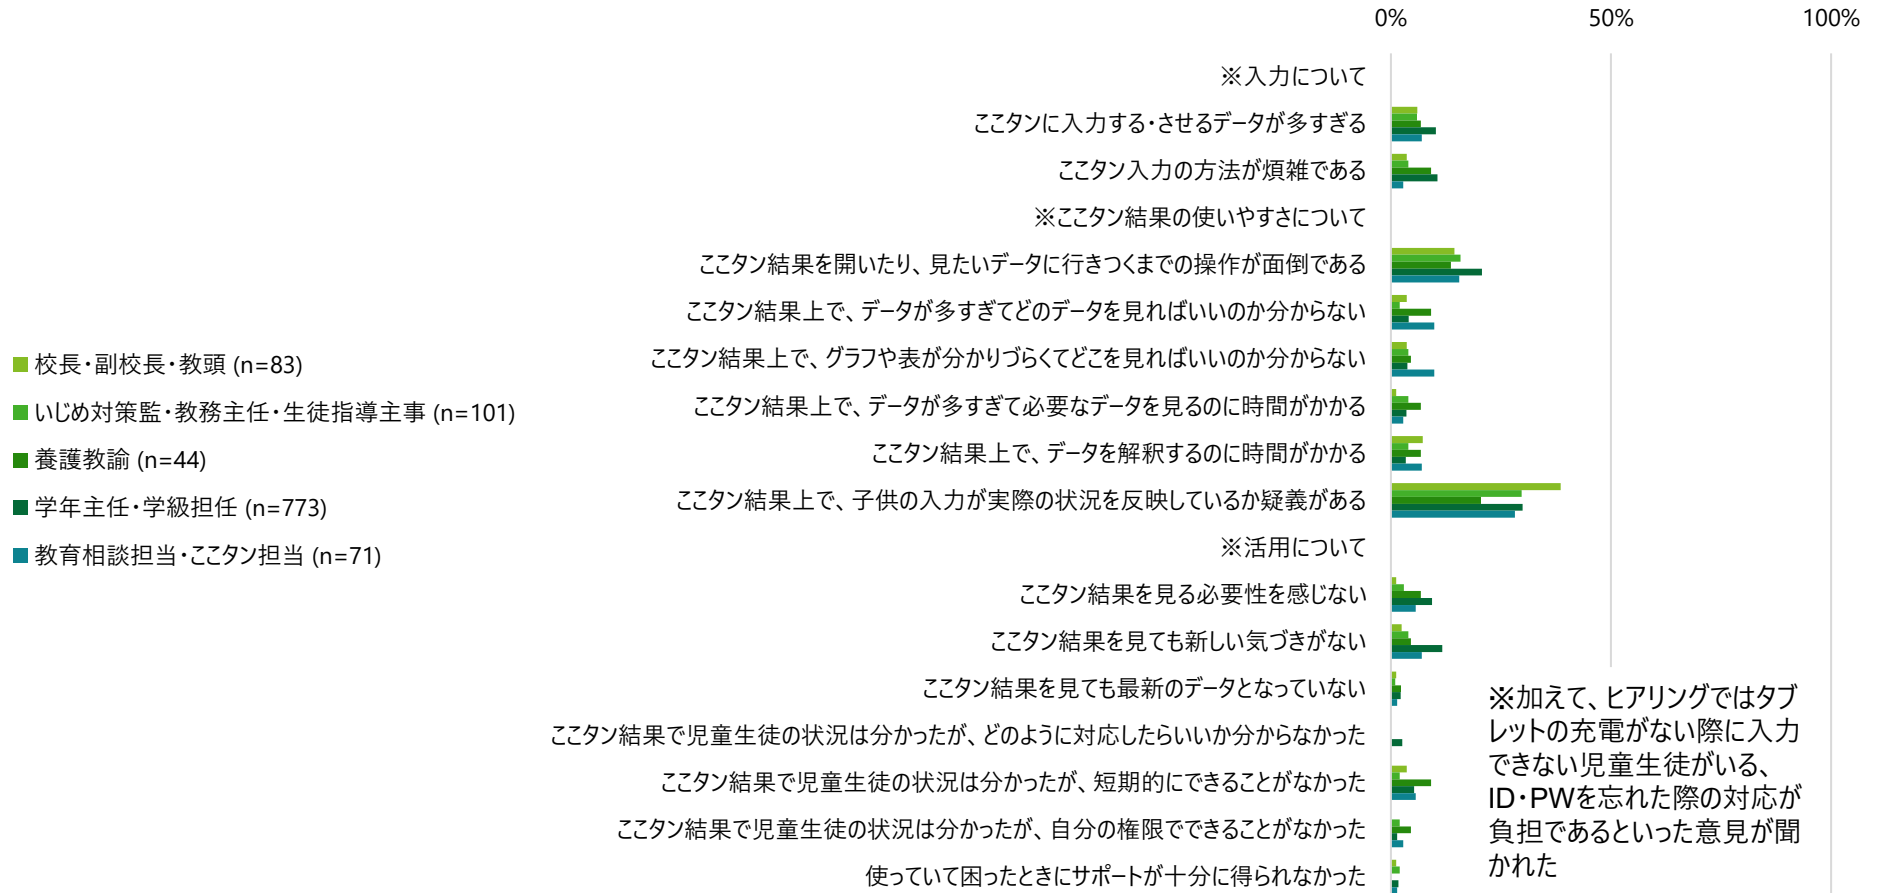 0% 50% 100%
※入力について
ここタンに入力する・させるデータが多すぎる
ここタン入力の方法が煩雑である
※ここタン結果の使いやすさについて
ここタン結果を開いたり、見たいデータに行きつくまでの操作が面倒である
ここタン結果上で、データが多すぎてどのデータを見ればいいのか分からない
ここタン結果上で、グラフや表が分かりづらくてどこを見ればいいのか分からない
ここタン結果上で、データが多すぎて必要なデータを見るのに時間がかかる
ここタン結果上で、データを解釈するのに時間がかかる
ここタン結果上で、子供の入力が実際の状況を反映しているか疑義がある
※活用について
ここタン結果を見る必要性を感じない
ここタン結果を見ても新しい気づきがない
ここタン結果を見ても最新のデータとなっていない
ここタン結果で児童生徒の状況は分かったが、どのように対応したらいいか分からなかった
ここタン結果で児童生徒の状況は分かったが、短期的にできることがなかった
ここタン結果で児童生徒の状況は分かったが、自分の権限でできることがなかった
使っていて困ったときにサポートが十分に得られなかった
校長・副校長・教頭 (n=83)
いじめ対策監・教務主任・生徒指導主事 (n=101)
養護教諭 (n=44)
学年主任・学級担任 (n=773)
教育相談担当・ここタン担当 (n=71)
※加えて、ヒアリングではタブ
レットの充電がない際に入力
できない児童生徒がいる、
ID・PWを忘れた際の対応が
負担であるといった意見が聞
かれた